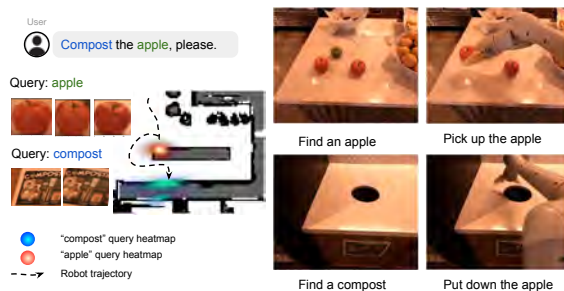 User
Compost the apple, please.
Query: apple
Query: compost
COMPOST
"compost" query heatmap
"apple" query heatmap
Robot trajectory
Find an apple
Pick up the apple
Find a compost
Put down the apple